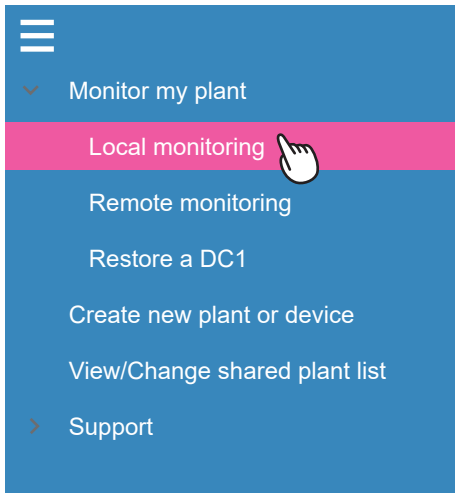 Monitor my plant
Local monitoring
Remote monitoring
Restore a DC1
Create new plant or device
View/Change shared plant list
Support